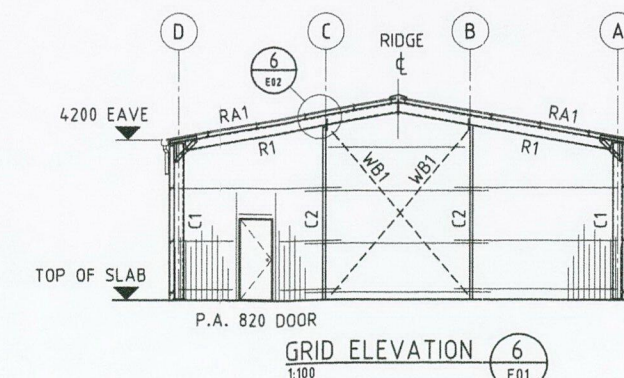 D
C
B
A
RIDGE
℄
6
E02
4200 EAVE
RA1
RA1
R1
R1
WB1
WB1
C1
C2
C2
C1
TOP OF SLAB
P.A. 820 DOOR
GRID ELEVATION
1:100
6
E01